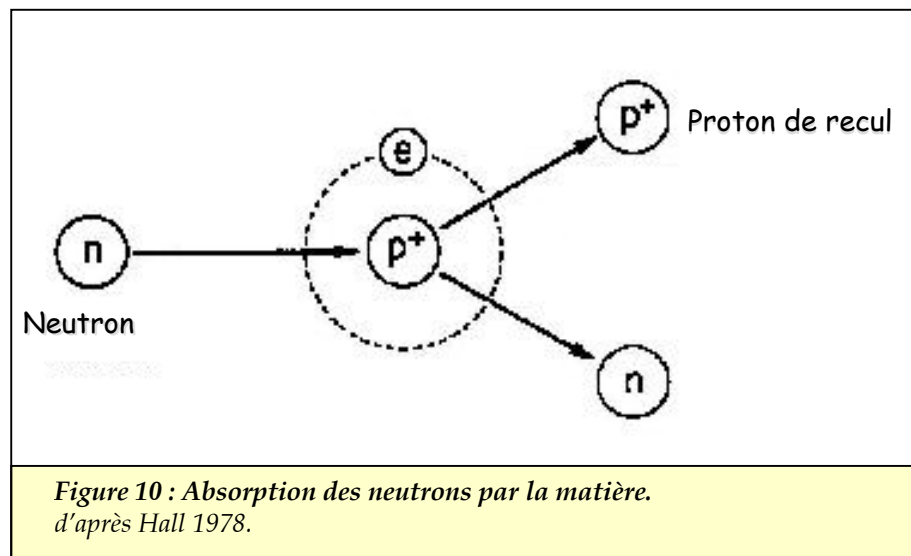 p+
Proton de recul
e
n
p+
Neutron
n
Figure 10 : Absorption des neutrons par la matière.
d'après Hall 1978.